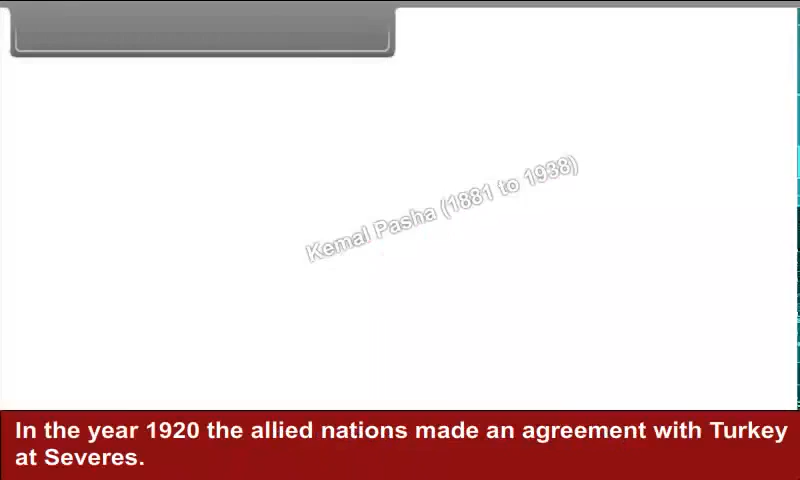 Kemal Pasha (1881 to 1938)
In the year 1920 the allied nations made an agreement with Turkey
at Severes.